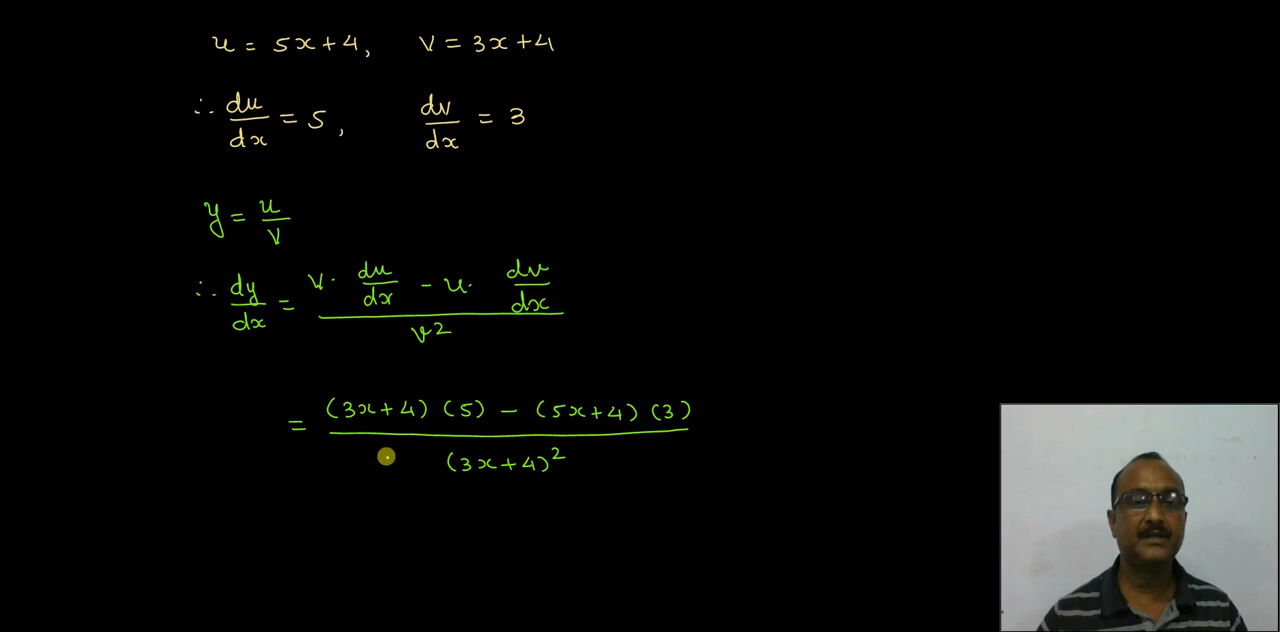 u = 5x+4, v = 3x+4
∴ du/dx = 5, dv/dx = 3
y = u/v
∴ dy/dx = (v · du/dx - u · dv/dx) / v²
= ((3x+4) (5) - (5x+4) (3)) / (3x+4)²